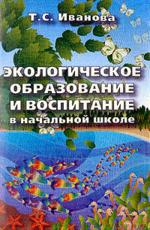 Т.С. Иванова
ЭКОЛОГИЧЕСКОЕ
ОБРАЗОВАНИЕ
И ВОСПИТАНИЕ
в начальной школе